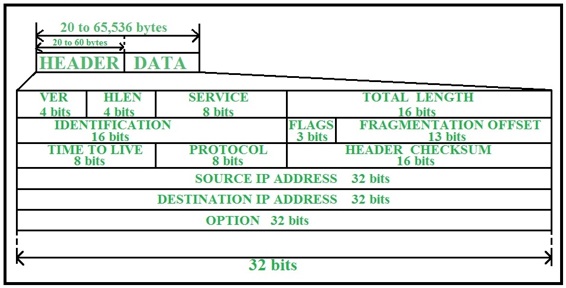 20 to 65,536 bytes
20 to 60 bytes
HEADER DATA
VER HLEN SERVICE TOTAL LENGTH
4 bits 4 bits 8 bits 16 bits
IDENTIFICATION FLAGS FRAGMENTATION OFFSET
16 bits 3 bits 13 bits
TIME TO LIVE PROTOCOL HEADER CHECKSUM
8 bits 8 bits 16 bits
SOURCE IP ADDRESS 32 bits
DESTINATION IP ADDRESS 32 bits
OPTION 32 bits
32 bits